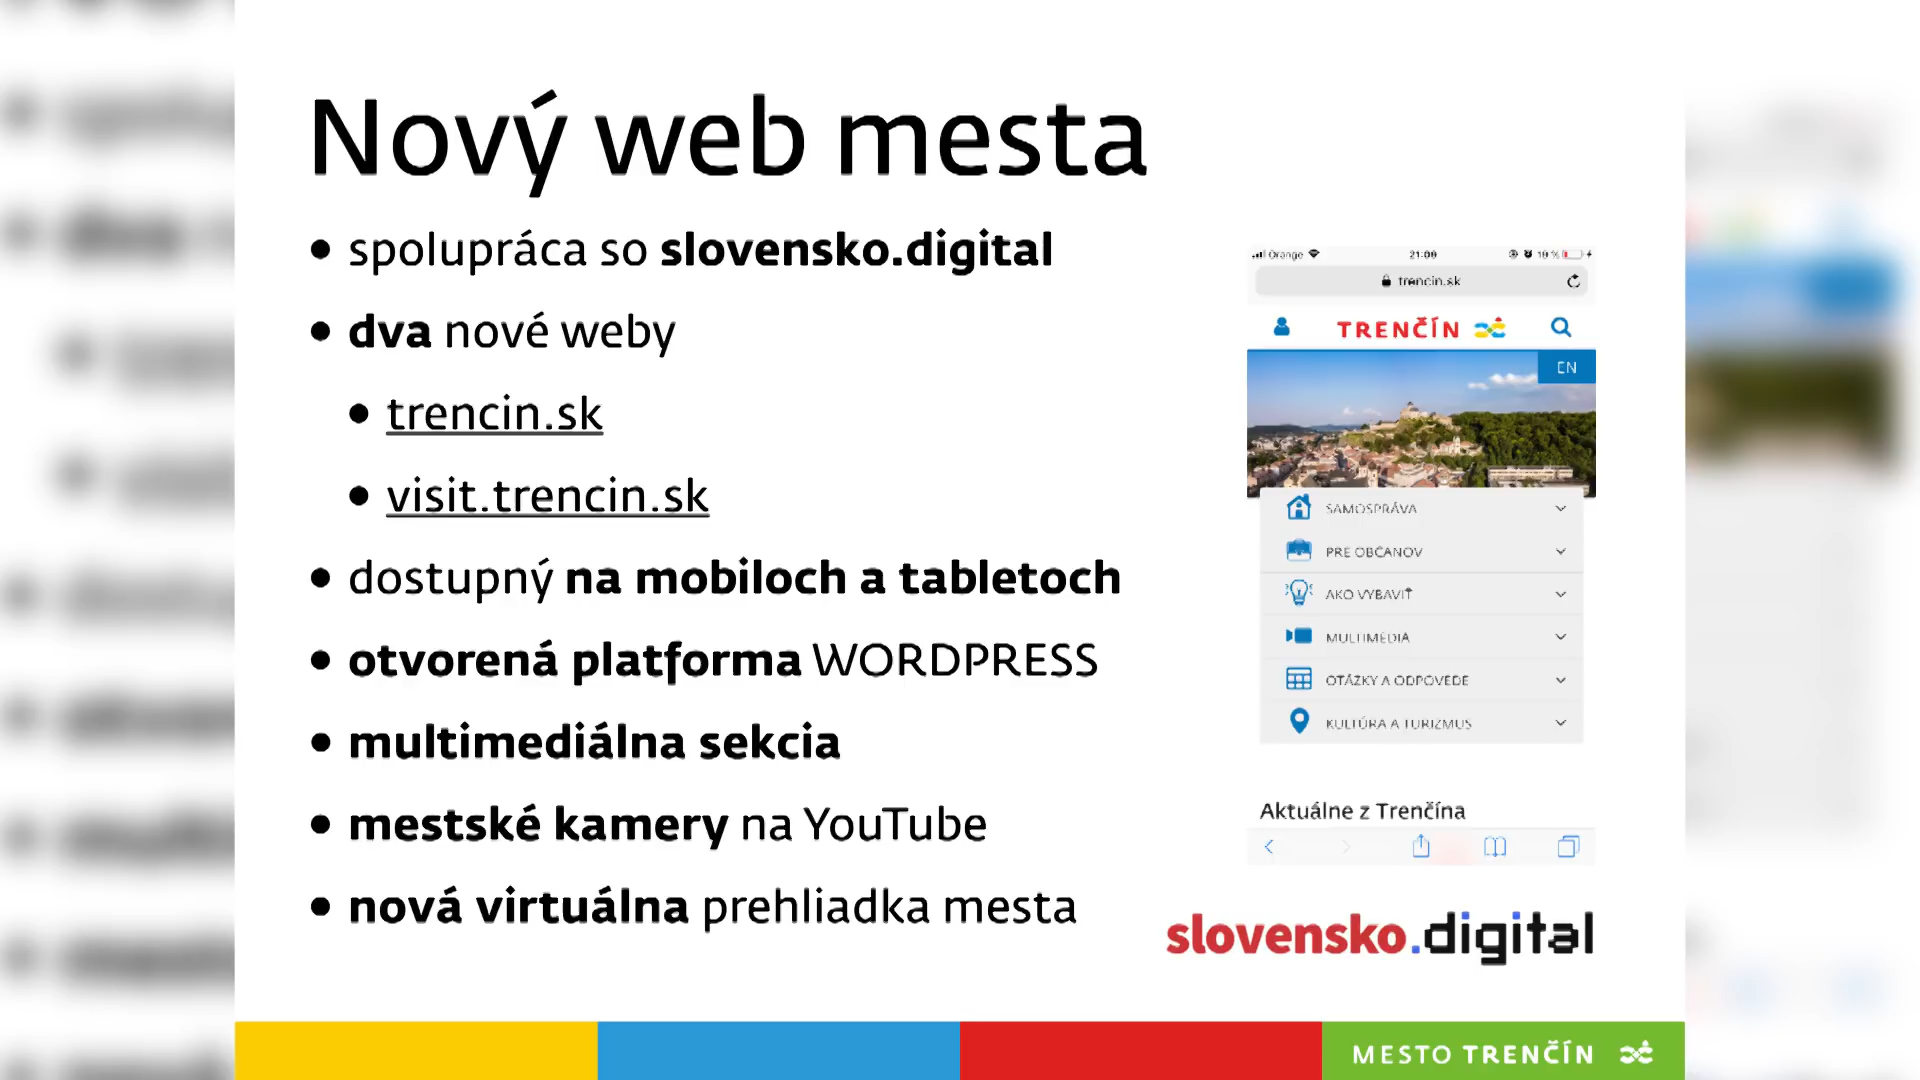 Nový web mesta
• spolupráca so slovensko.digital
• dva nové weby
• trencin.sk
• visit.trencin.sk
• dostupný na mobiloch a tabletoch
• otvorená platforma WORDPRESS
• multimediálna sekcia
• mestské kamery na YouTube
• nová virtuálna prehliadka mesta
Orange 21:00 19 %
trencin.sk
TRENČÍN
EN
SAMOSPRÁVA
PRE OBČANOV
AKO VYBAVIŤ
MULTIMÉDIA
OTÁZKY A ODPOVEDE
KULTÚRA A TURIZMUS
Aktuálne z Trenčína
slovensko.digital
MESTO TRENČÍN